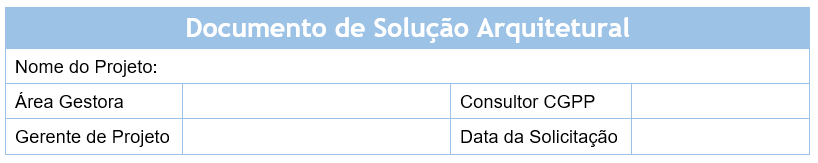 Documento de Solução Arquitetural
Nome do Projeto:
Área Gestora Consultor CGPP
Gerente de Projeto Data da Solicitação